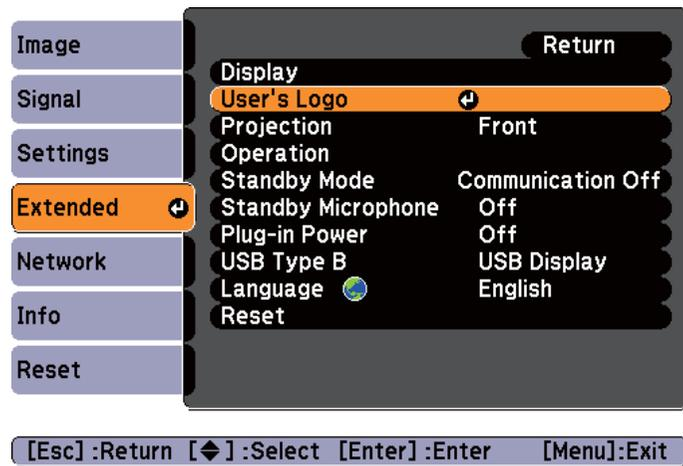 Image
Signal
Settings
Extended
Network
Info
Reset
Return
Display
User's Logo
Projection Front
Operation
Standby Mode Communication Off
Standby Microphone Off
Plug-in Power Off
USB Type B USB Display
Language English
Reset
[Esc] :Return [◆] :Select [Enter] :Enter [Menu]:Exit